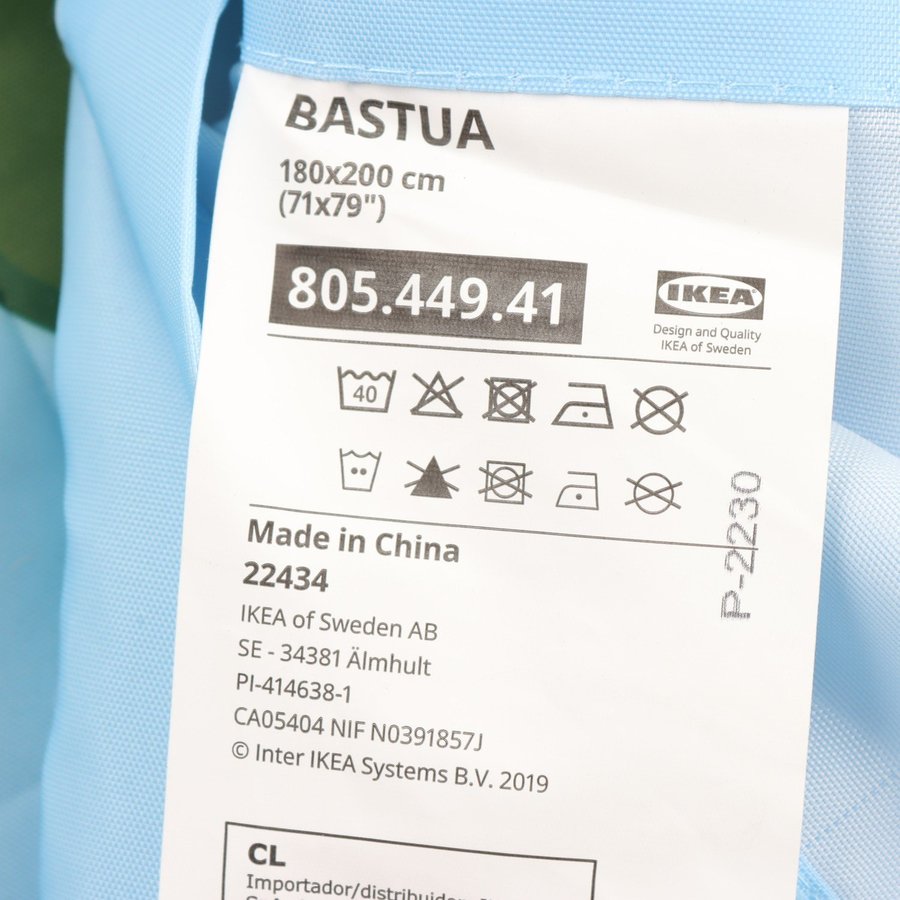 BASTUA
180x200 cm
(71x79")
805.449.41
IKEA
Design and Quality
IKEA of Sweden
40
P-2230
Made in China
22434
IKEA of Sweden AB
SE - 34381 Älmhult
PI-414638-1
CA05404 NIF N0391857J
© Inter IKEA Systems B.V. 2019
CL